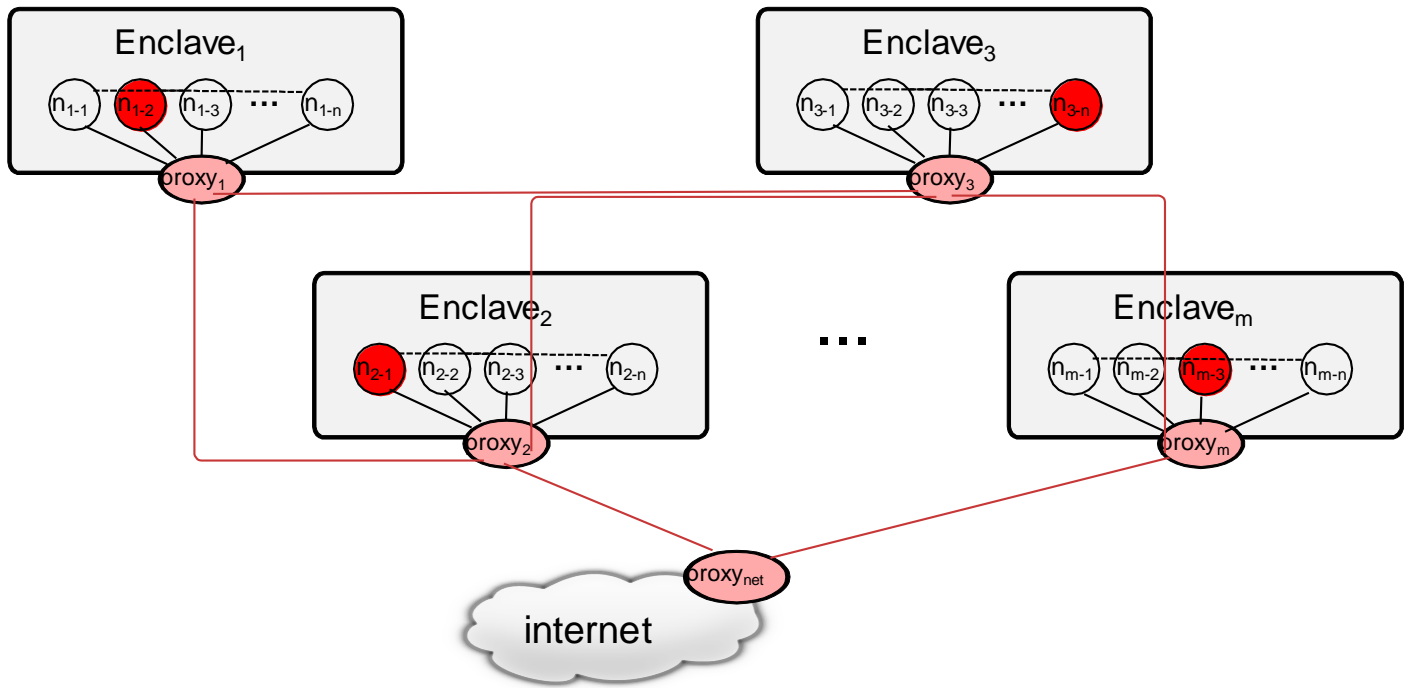 Enclave₁
n₁₋₁ n₁₋₂ n₁₋₃ ... n₁₋ₙ
proxy₁
Enclave₃
n₃₋₁ n₃₋₂ n₃₋₃ ... n₃₋ₙ
proxy₃
Enclave₂
n₂₋₁ n₂₋₂ n₂₋₃ ... n₂₋ₙ
proxy₂
...
Enclaveₘ
nₘ₋₁ nₘ₋₂ nₘ₋₃ ... nₘ₋ₙ
proxyₘ
proxyₙₑₜ
internet